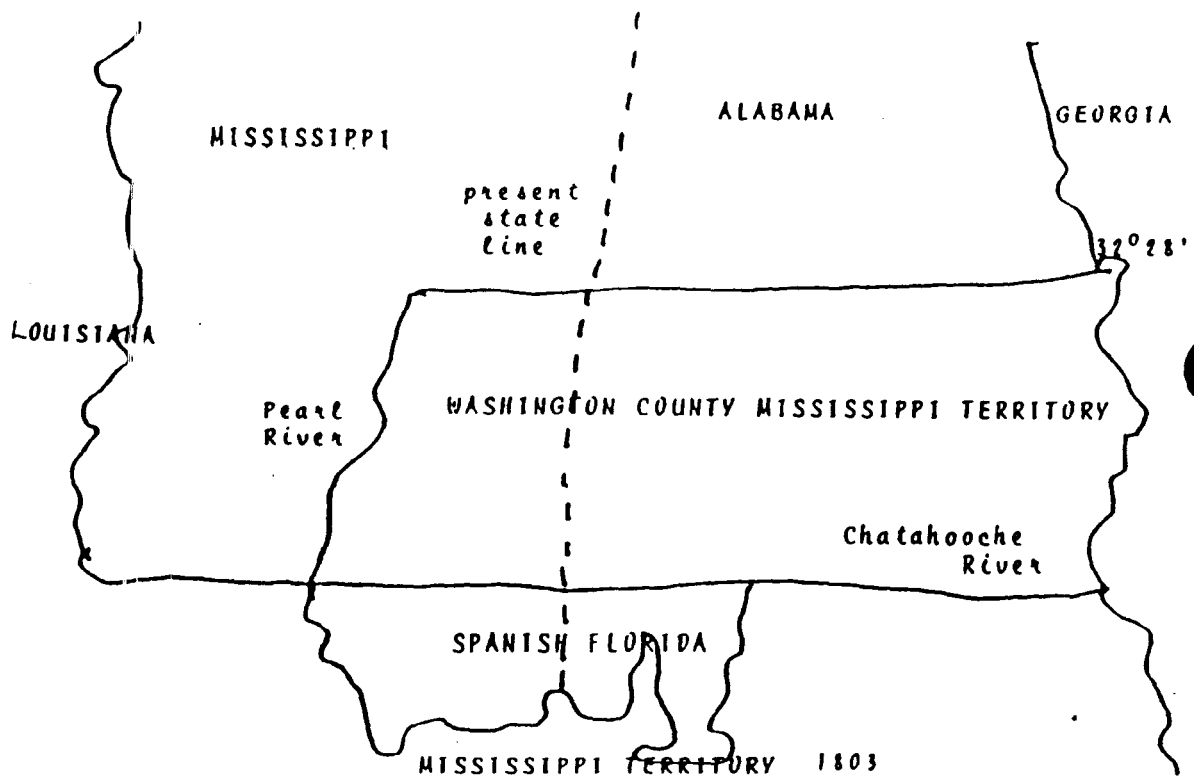 ALABAMA
GEORGIA
MISSISSIPPI
present
state
line
32°28'
LOUISIANA
Pearl
River
WASHINGTON COUNTY MISSISSIPPI TERRITORY
Chatahooche
River
SPANISH FLORIDA
MISSISSIPPI TERRITORY 1803